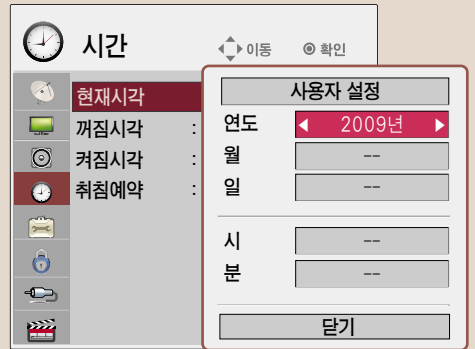 시간
이동
확인
현재시각
꺼짐시각 :
켜짐시각 :
취침예약 :
사용자 설정
연도 2009년
월 --
일 --
시 --
분 --
닫기